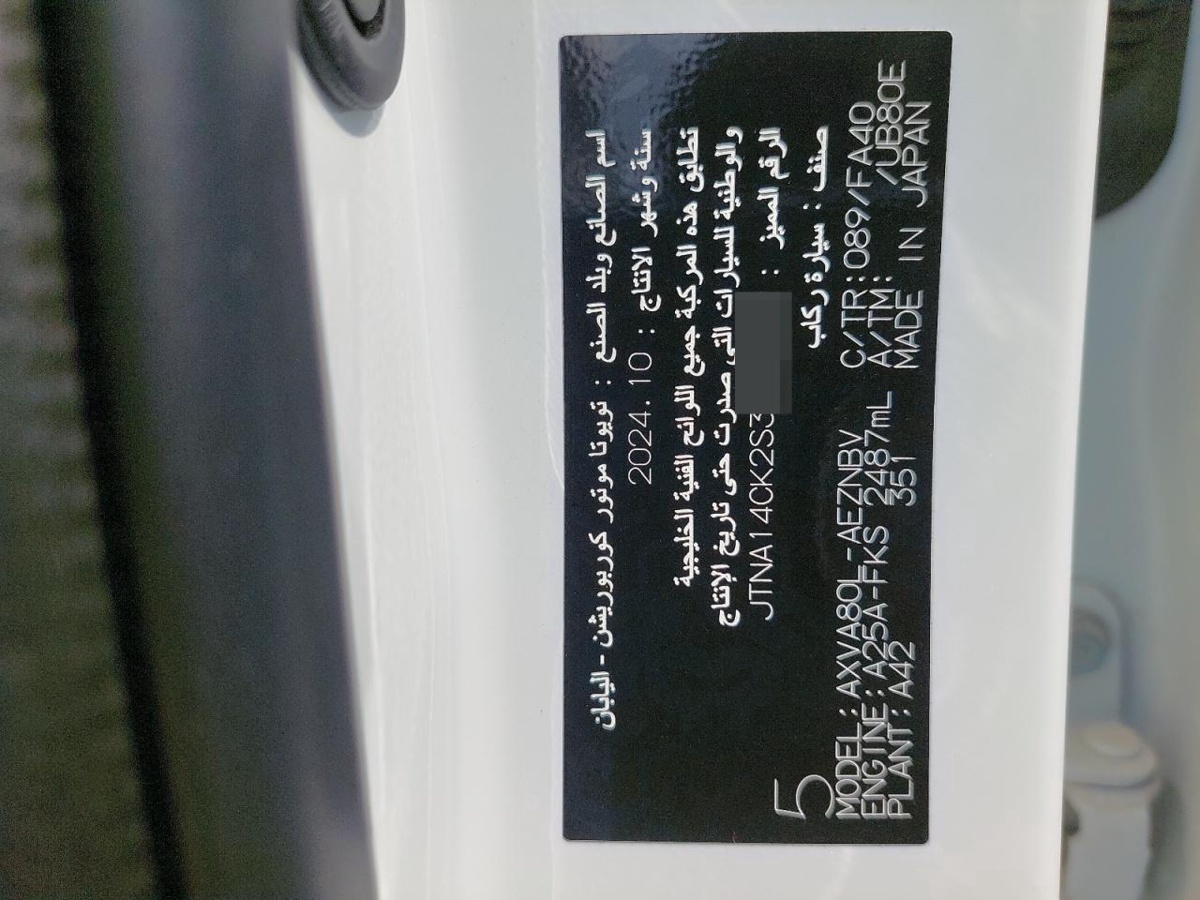 اسم الصانع وبلد الصنع : تويوتا موتور كوربوريشن - اليابان
سنة وشهر الانتاج : 2024.10
تطابق هذه المركبة جميع اللوائح الفنية الخليجية
والوطنية للسيارات التي صدرت حتى تاريخ الإنتاج
الرقم المميز : JTNA14CK2S3
صنف : سيارة ركاب
5
MODEL: AXVA80L-AEZNBV C/TR:089/FA40
ENGINE: A25A-FKS 2487mL A/TM: /UB80E
PLANT: A42 351 MADE IN JAPAN